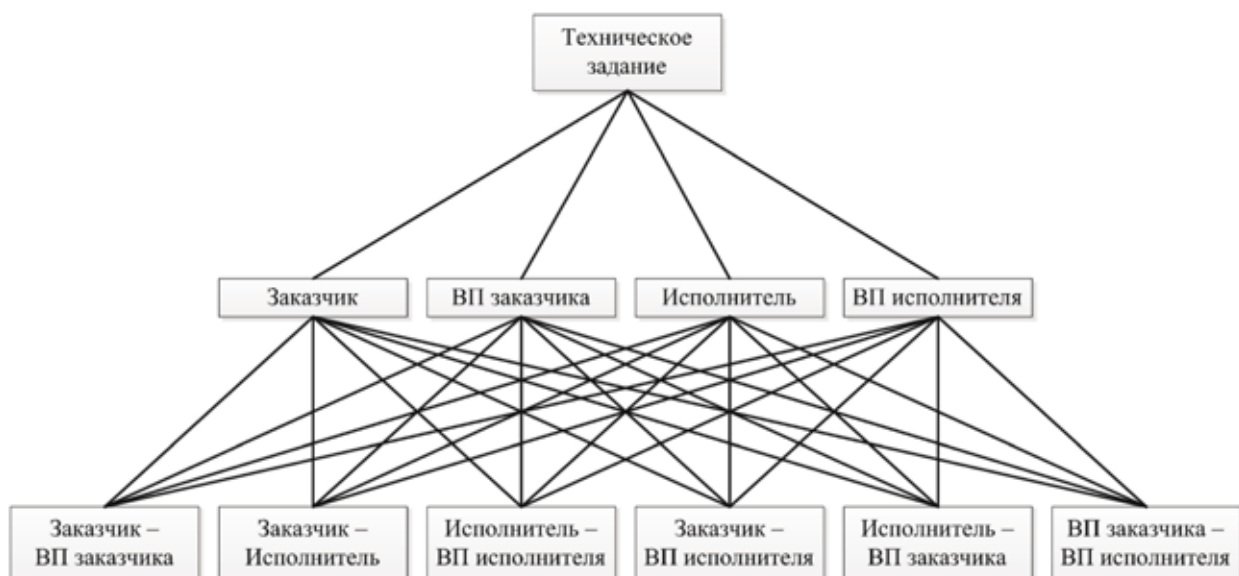 Техническое
задание
Заказчик
ВП заказчика
Исполнитель
ВП исполнителя
Заказчик –
ВП заказчика
Заказчик –
Исполнитель
Исполнитель –
ВП исполнителя
Заказчик –
ВП исполнителя
Исполнитель –
ВП заказчика
ВП заказчика –
ВП исполнителя